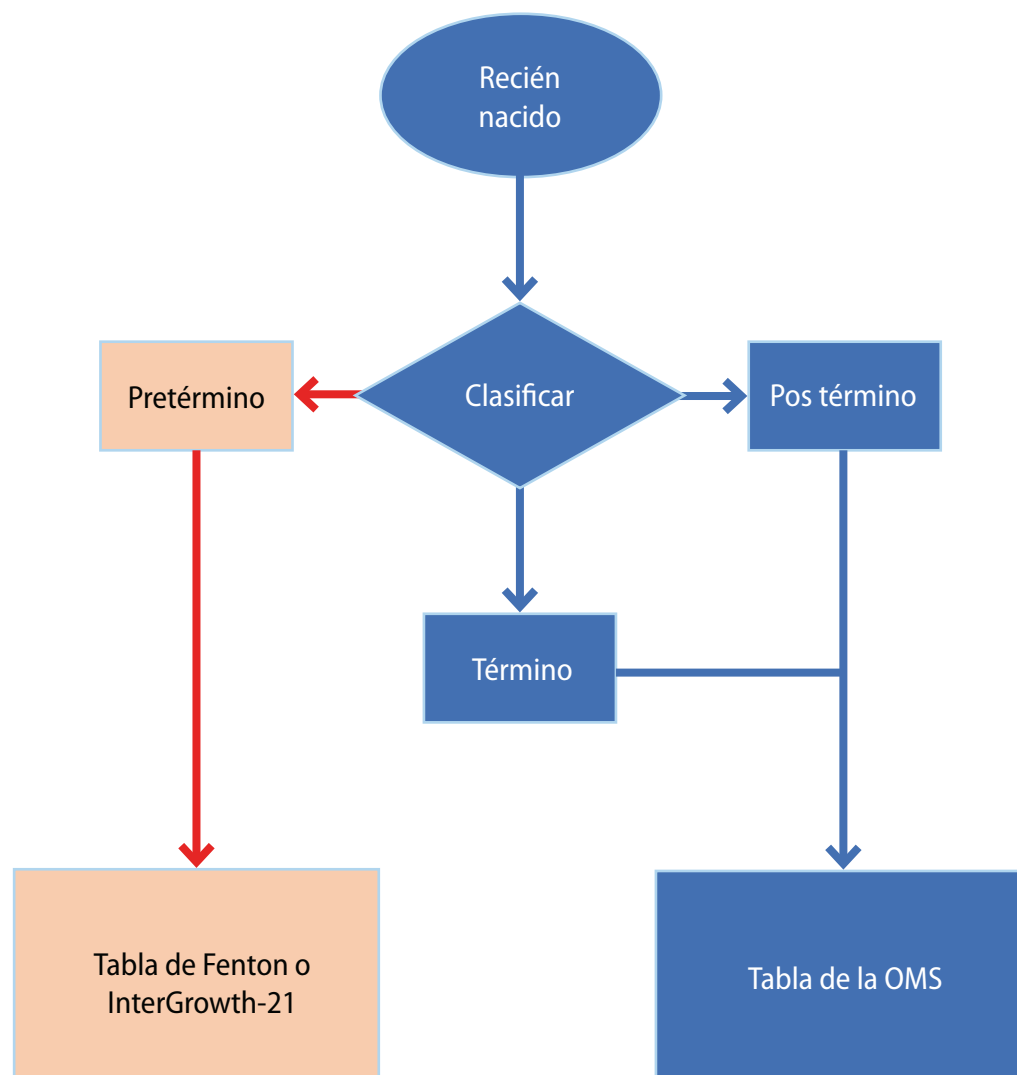 Recién
nacido
Pretérmino
Clasificar
Pos término
Término
Tabla de Fenton o
InterGrowth-21
Tabla de la OMS